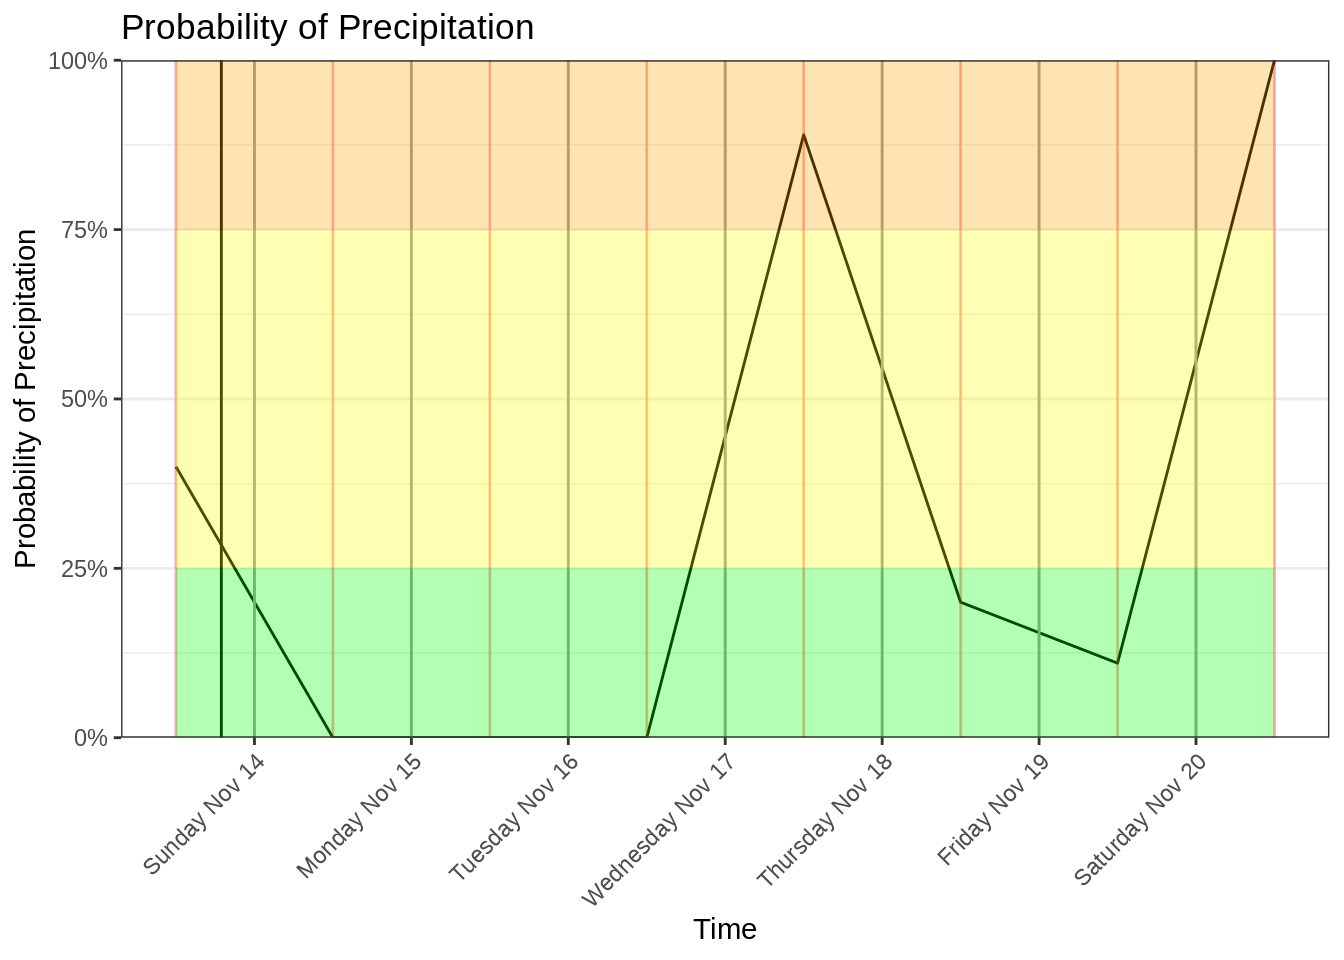 Probability of Precipitation
Probability of Precipitation
100%
75%
50%
25%
0%
Sunday Nov 14
Monday Nov 15
Tuesday Nov 16
Wednesday Nov 17
Thursday Nov 18
Friday Nov 19
Saturday Nov 20
Time